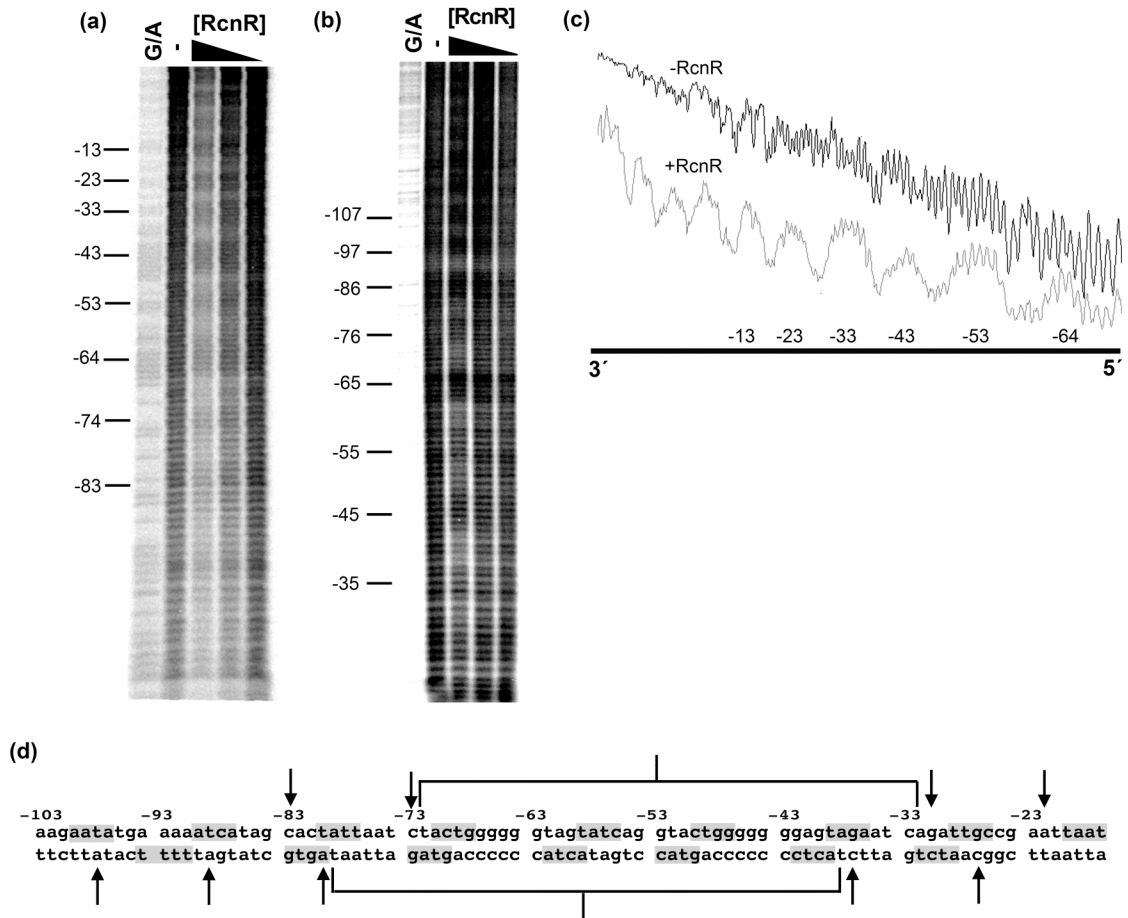 (a)
G/A
-
[RcnR]
-13
-23
-33
-43
-53
-64
-74
-83
(b)
G/A
-
[RcnR]
-107
-97
-86
-76
-65
-55
-45
-35
(c)
-RcnR
+RcnR
-13 -23 -33 -43 -53 -64
3´ 5´
(d)
-103 -93 -83 -73 -63 -53 -43 -33 -23
aagaatatga aaaatcatag cactattaat ctactggggg gtagtatcag gtactggggg ggagtagaat cagattgccg aattaat
ttcttatact ttttagtatc gtgataatta gatgaccccc catcatagtc catgaccccc cctcatctta gtctaacggc ttaatta